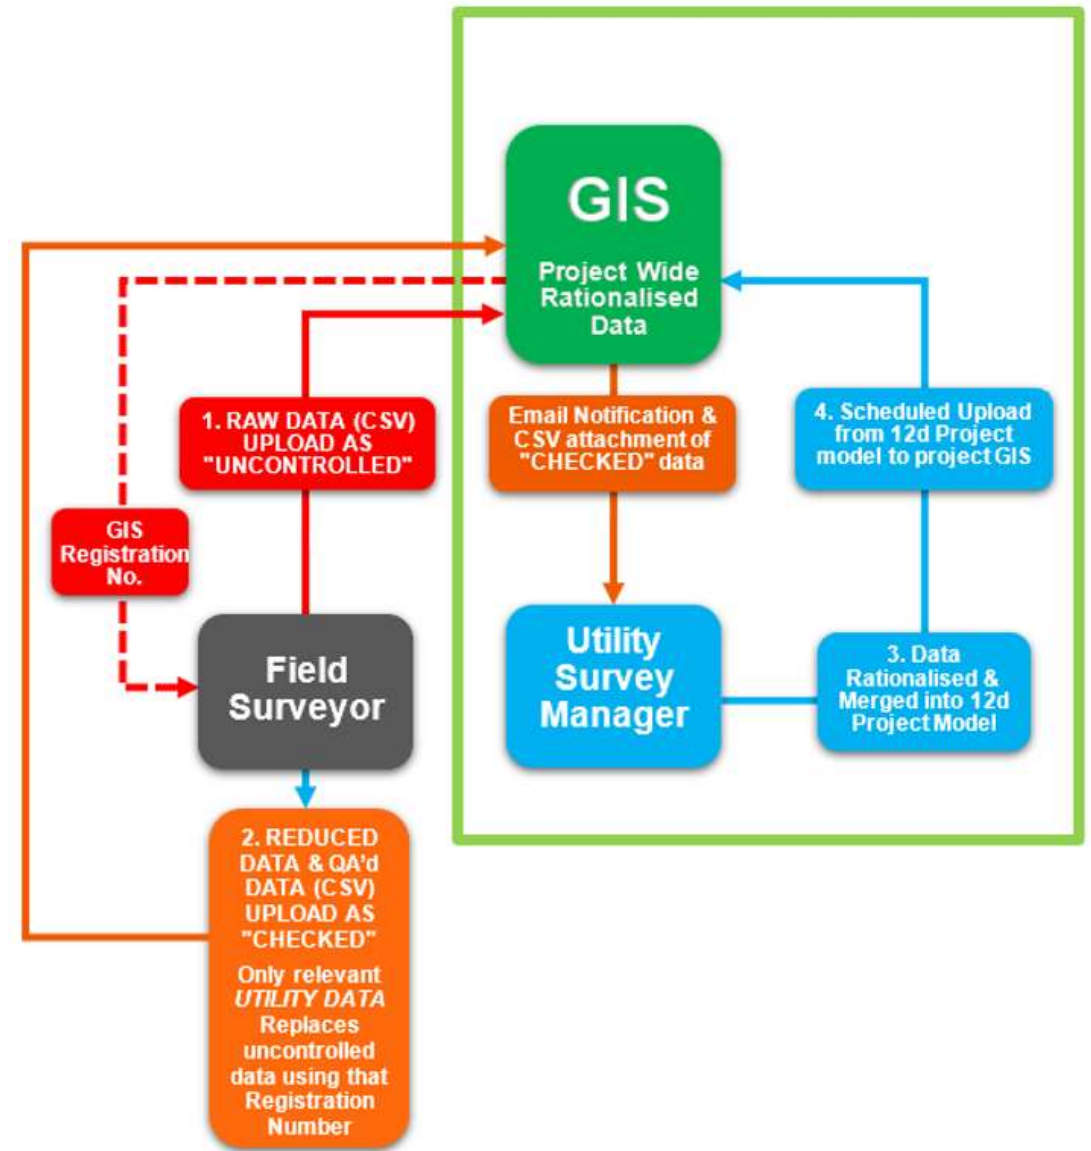 GIS
Project Wide
Rationalised
Data
1. RAW DATA (CSV)
UPLOAD AS
"UNCONTROLLED"
Email Notification &
CSV attachment of
"CHECKED" data
4. Scheduled Upload
from 12d Project
model to project GIS
GIS
Registration
No.
Field
Surveyor
Utility
Survey
Manager
3. Data
Rationalised &
Merged into 12d
Project Model
2. REDUCED
DATA & QA'd
DATA (CSV)
UPLOAD AS
"CHECKED"
Only relevant
UTILITY DATA
Replaces
uncontrolled
data using that
Registration
Number